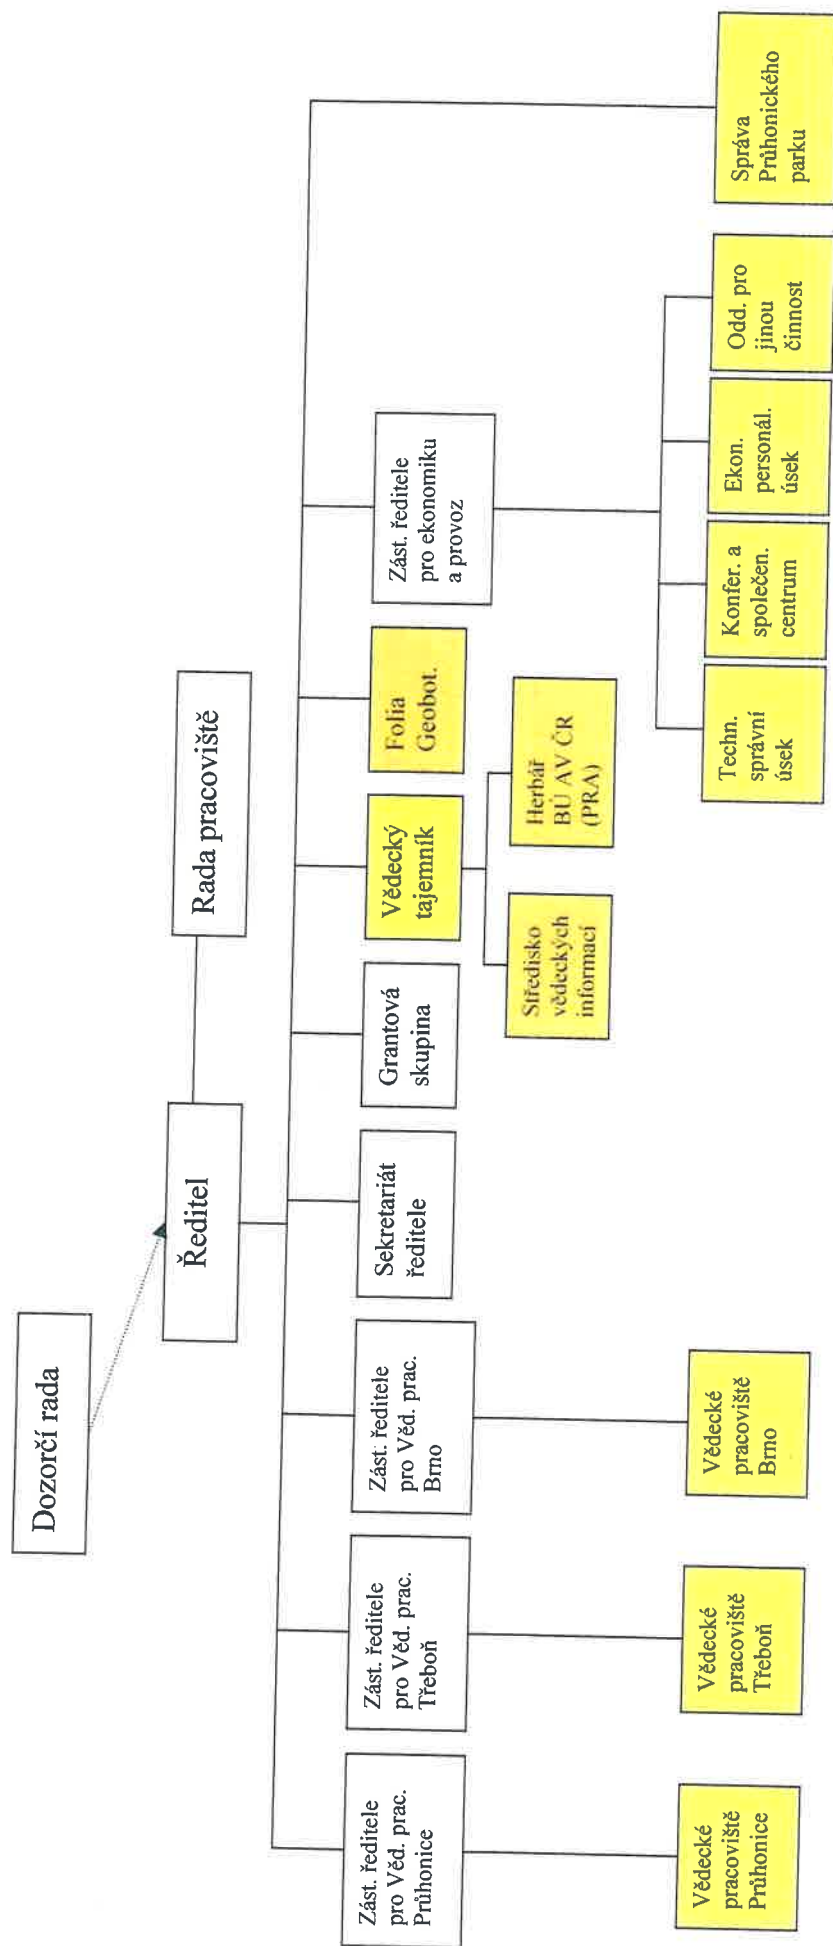 Dozorčí rada
Ředitel
Rada pracoviště
Zást. ředitele
pro Věd. prac.
Průhonice
Zást. ředitele
pro Věd. prac.
Třeboň
Zást. ředitele
pro Věd. prac.
Brno
Sekretariát
ředitele
Grantová
skupina
Vědecký
tajemník
Folia
Geobot.
Zást. ředitele
pro ekonomiku
a provoz
Středisko
vědeckých
informací
Herbář
BÚ AV ČR
(PRA)
Vědecké
pracoviště
Průhonice
Vědecké
pracoviště
Třeboň
Vědecké
pracoviště
Brno
Techn.
správní
úsek
Konfer. a
společen.
centrum
Ekon.
personál.
úsek
Odd. pro
jinou
činnost
Správa
Průhonického
parku